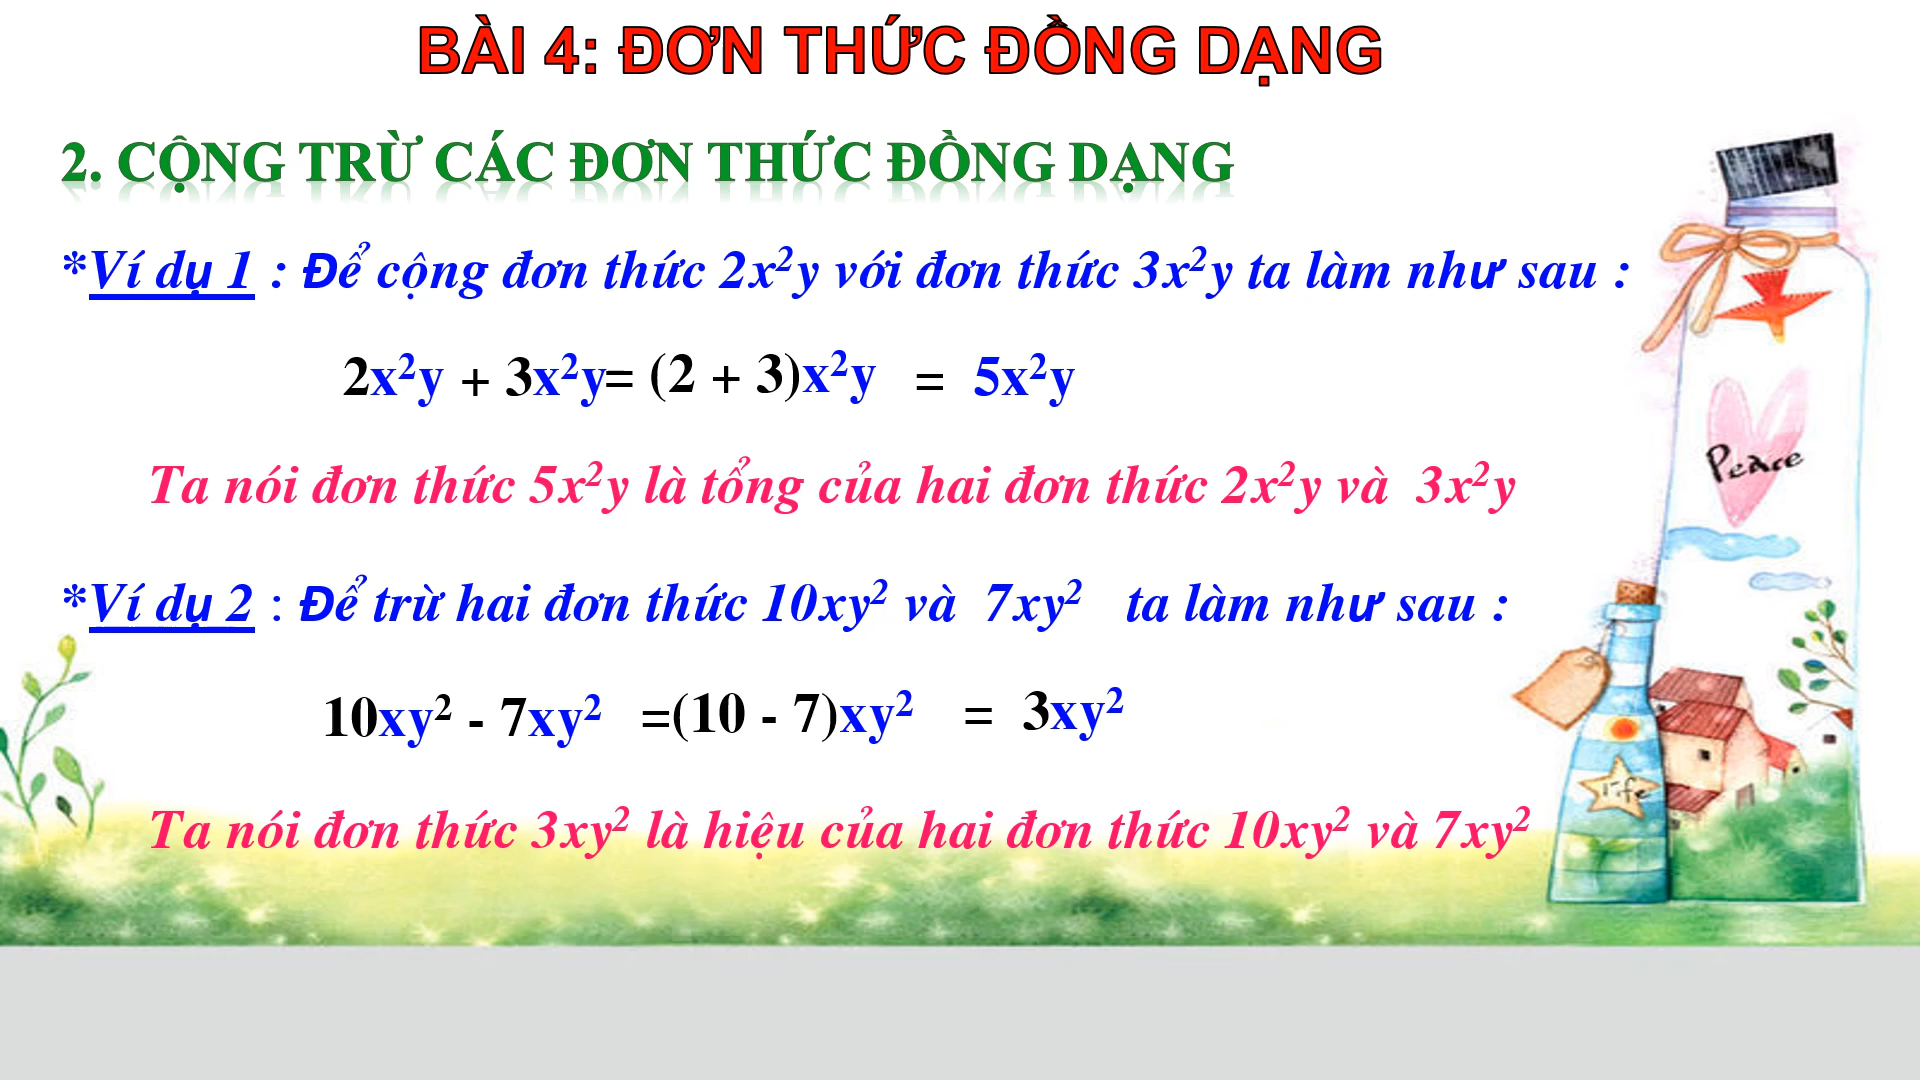 BÀI 4: ĐƠN THỨC ĐỒNG DẠNG
2. CỘNG TRỪ CÁC ĐƠN THỨC ĐỒNG DẠNG
*Ví dụ 1 : Để cộng đơn thức 2x²y với đơn thức 3x²y ta làm như sau :
2x²y + 3x²y= (2 + 3)x²y = 5x²y
Ta nói đơn thức 5x²y là tổng của hai đơn thức 2x²y và 3x²y
Peace
*Ví dụ 2 : Để trừ hai đơn thức 10xy² và 7xy² ta làm như sau :
10xy² - 7xy² =(10 - 7)xy² = 3xy²
life
Ta nói đơn thức 3xy² là hiệu của hai đơn thức 10xy² và 7xy²